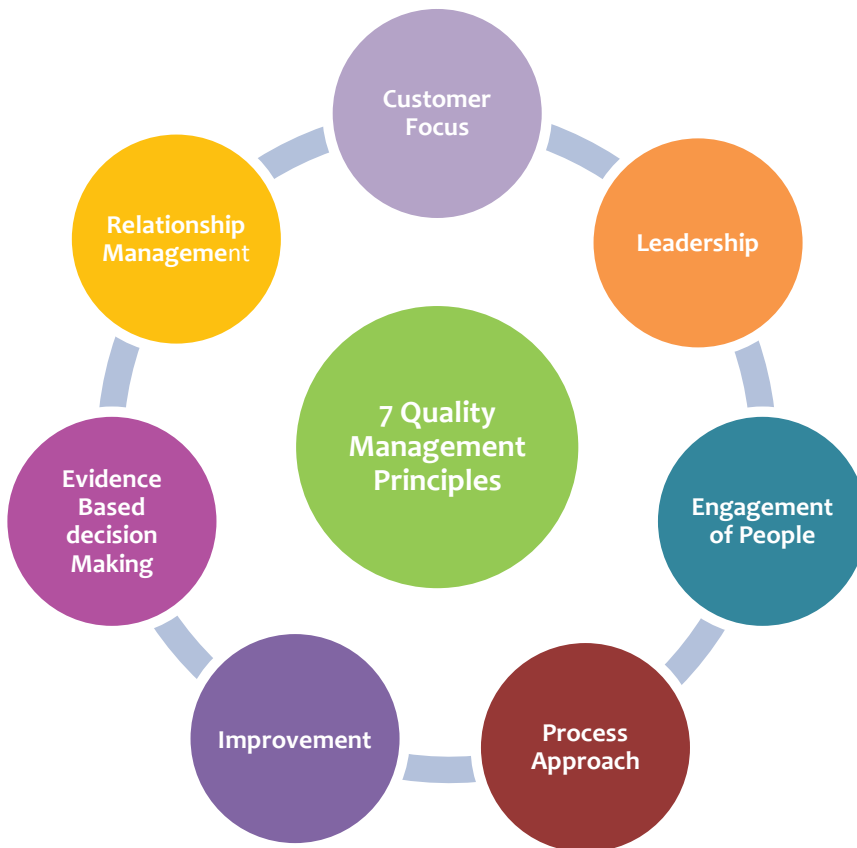 Customer
Focus
Leadership
Engagement
of People
Process
Approach
Improvement
Evidence
Based
decision
Making
Relationship
Management
7 Quality
Management
Principles